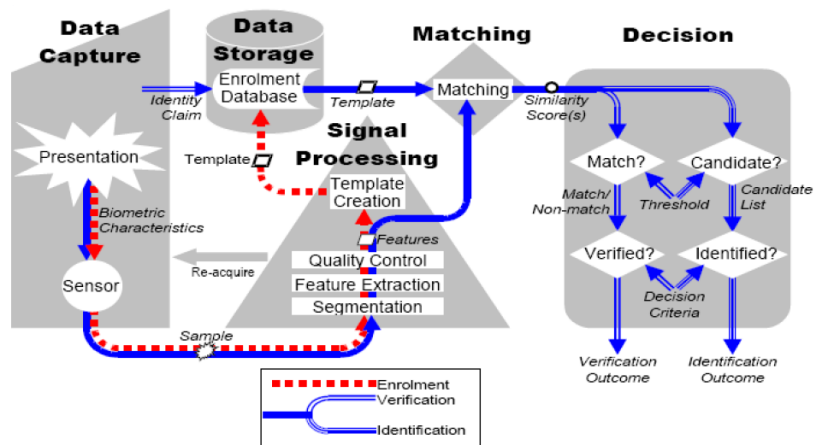 Data
Capture
Data
Storage
Matching
Decision
Enrolment
Database
Identity
Claim
Template
Matching
Similarity
Score(s)
Signal
Processing
Presentation
Template
Template
Creation
Match?
Candidate?
Biometric
Characteristics
Features
Match/
Non-match
Threshold
Candidate
List
Quality Control
Re-acquire
Verified?
Identified?
Sensor
Feature Extraction
Segmentation
Decision
Criteria
Sample
Verification
Outcome
Identification
Outcome
Enrolment
Verification
Identification